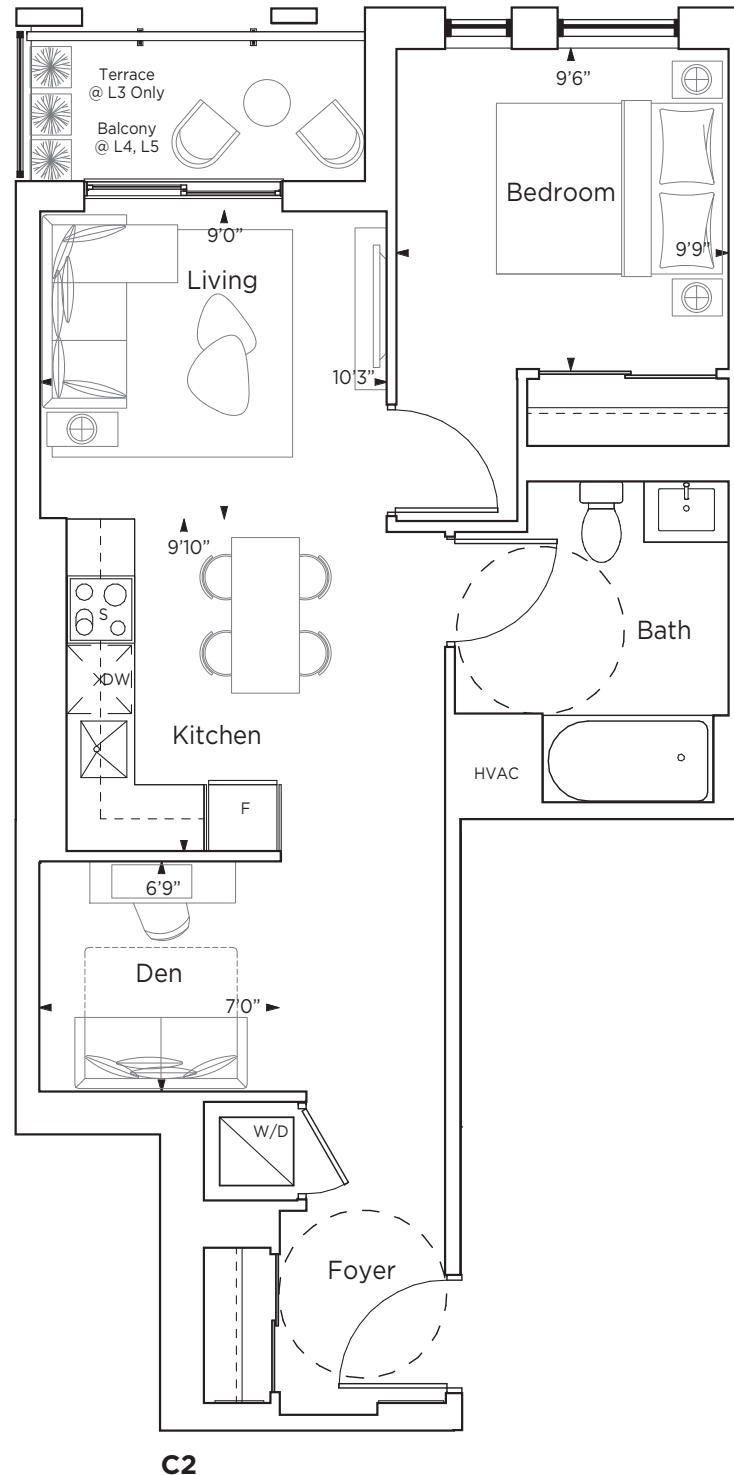 Terrace
@ L3 Only
Balcony
@ L4, L5
9’6”
Bedroom
9’9”
9’0”
Living
10’3”
9’10”
S
DW
Kitchen
F
Bath
HVAC
6’9”
Den
7’0”
W/D
Foyer
C2